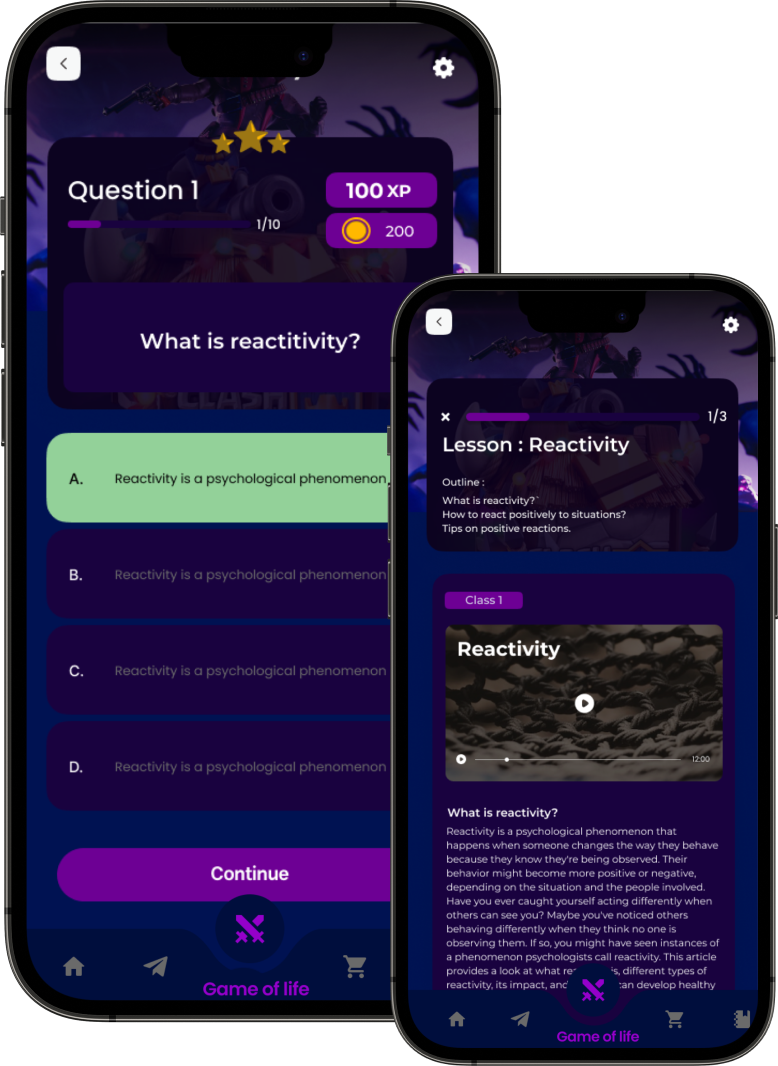 Question 1
100 XP
1/10
200
What is reactitivity?
A. Reactivity is a psychological phenomenon,
B. Reactivity is a psychological phenomenon
C. Reactivity is a psychological phenomenon
D. Reactivity is a psychological phenomenon
Continue
Game of life
1/3
Lesson : Reactivity
Outline :
What is reactivity?`
How to react positively to situations?
Tips on positive reactions.
Class 1
Reactivity
12:00
What is reactivity?
Reactivity is a psychological phenomenon that
happens when someone changes the way they behave
because they know they're being observed. Their
behavior might become more positive or negative,
depending on the situation and the people involved.
Have you ever caught yourself acting differently when
others can see you? Maybe you've noticed others
behaving differently when they think no one is
observing them. If so, you might have seen instances of
a phenomenon psychologists call reactivity. This article
provides a look at what is, different types of
reactivity, its impact, and can develop healthy
Game of life